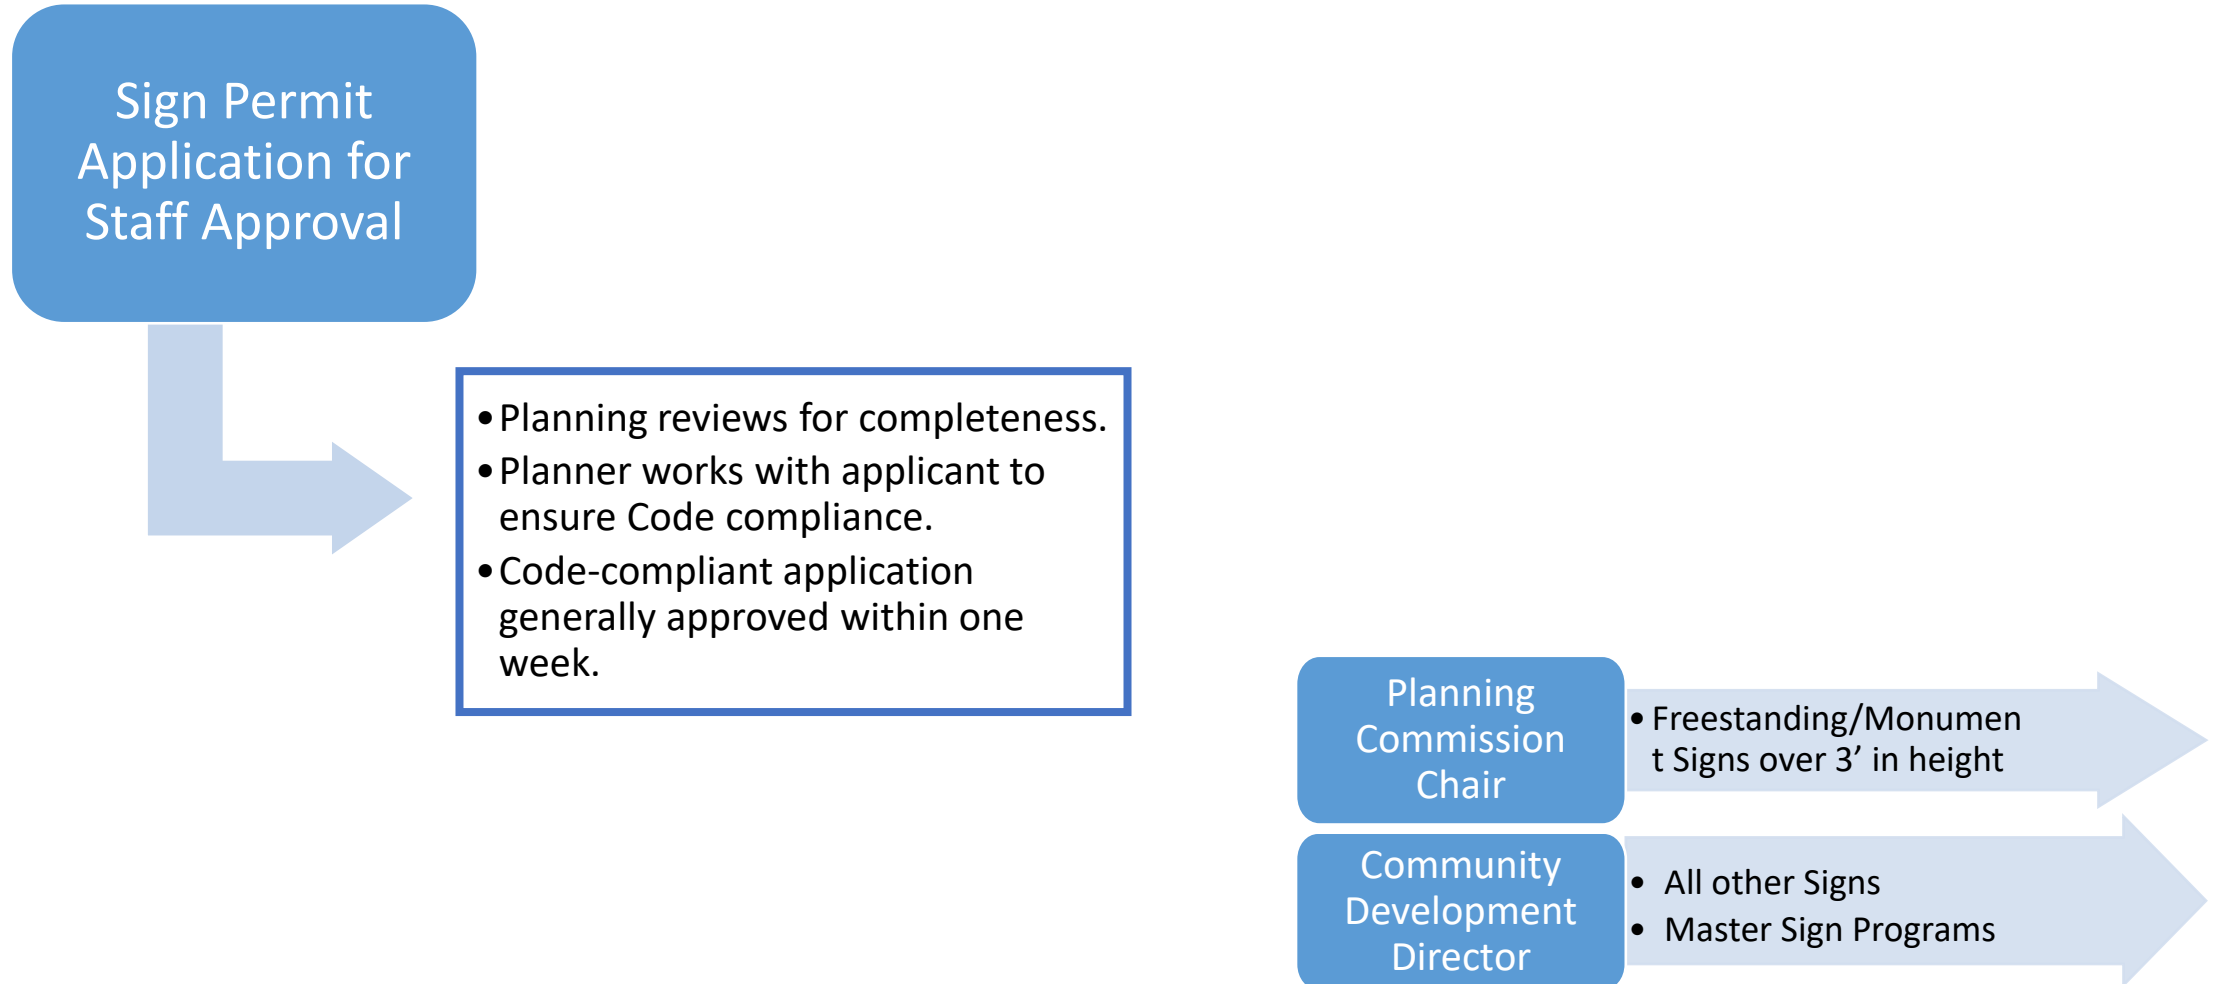 Sign Permit
Application for
Staff Approval
•Planning reviews for completeness.
•Planner works with applicant to
ensure Code compliance.
•Code-compliant application
generally approved within one
week.
Planning
Commission
Chair
• Freestanding/Monumen
t Signs over 3’ in height
Community
Development
Director
• All other Signs
• Master Sign Programs